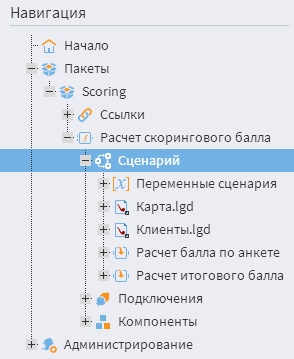 Навигация
Начало
Пакеты
Scoring
Ссылки
Расчет скорингового балла
Сценарий
Переменные сценария
Карта.lgd
Клиенты.lgd
Расчет балла по анкете
Расчет итогового балла
Подключения
Компоненты
Администрирование